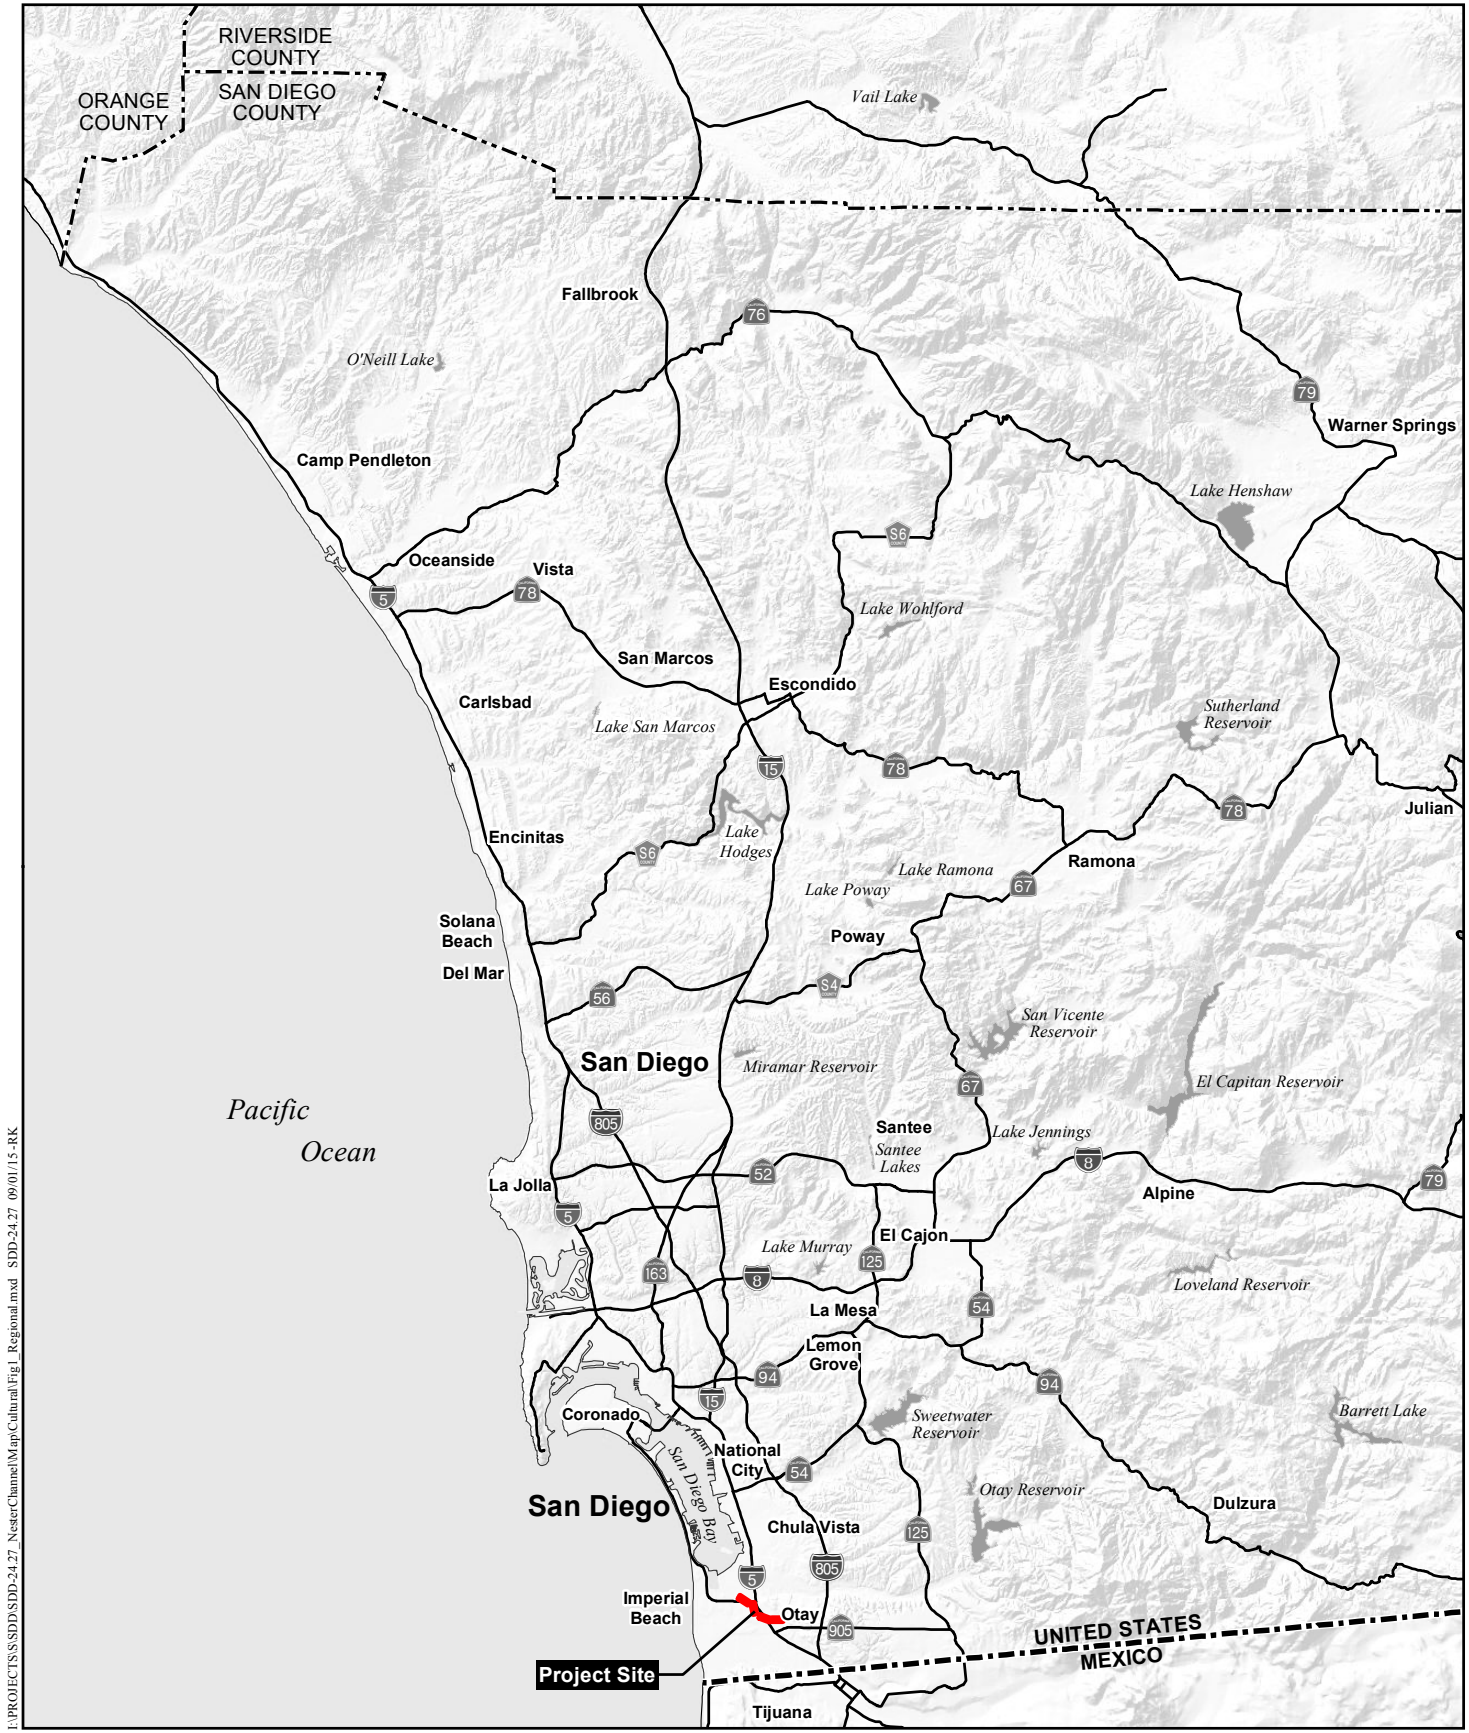 RIVERSIDE
COUNTY
ORANGE
COUNTY
SAN DIEGO
COUNTY
Vail Lake
Fallbrook
76
O'Neill Lake
79
Warner Springs
Camp Pendleton
Lake Henshaw
S6
COUNTY
Oceanside
Vista
5
78
Lake Wohlford
San Marcos
Escondido
Carlsbad
Lake San Marcos
Sutherland
Reservoir
15
78
78
Julian
Encinitas
Lake
Hodges
S6
COUNTY
Ramona
Lake Ramona
67
Lake Poway
Solana
Beach
Poway
Del Mar
56
S4
COUNTY
San Vicente
Reservoir
San Diego
Miramar Reservoir
67
El Capitan Reservoir
Pacific
Ocean
805
Santee
Santee
Lakes
Lake Jennings
8
52
La Jolla
79
Alpine
5
El Cajon
Lake Murray
125
163
8
Loveland Reservoir
54
La Mesa
Lemon
Grove
94
94
15
Coronado
Sweetwater
Reservoir
Barrett Lake
National
City
54
San Diego Bay
San Diego
Otay Reservoir
Dulzura
Chula Vista
125
805
5
Imperial
Beach
Otay
905
UNITED STATES
MEXICO
Project Site
Tijuana
I:\PROJECTS\S\SDD\SDD-24.27_NesterChannel\Map\Cultural\Fig1_Regional.mxd SDD-24.27 09/01/15 -RK